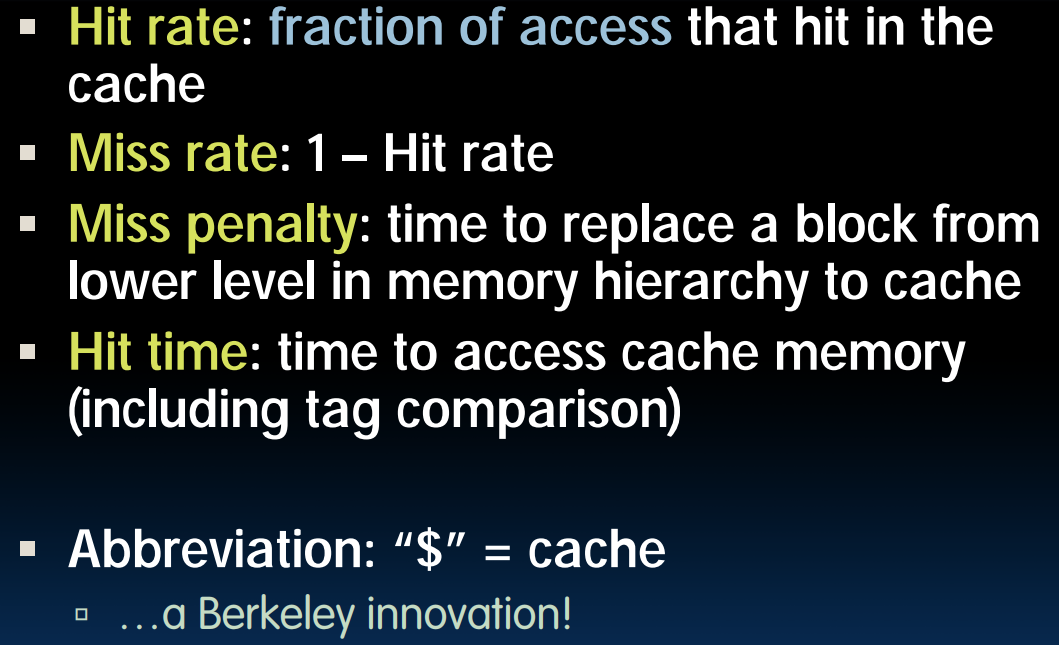 ▪ Hit rate: fraction of access that hit in the
cache
▪ Miss rate: 1 – Hit rate
▪ Miss penalty: time to replace a block from
lower level in memory hierarchy to cache
▪ Hit time: time to access cache memory
(including tag comparison)
▪ Abbreviation: “$” = cache
▫ …a Berkeley innovation!